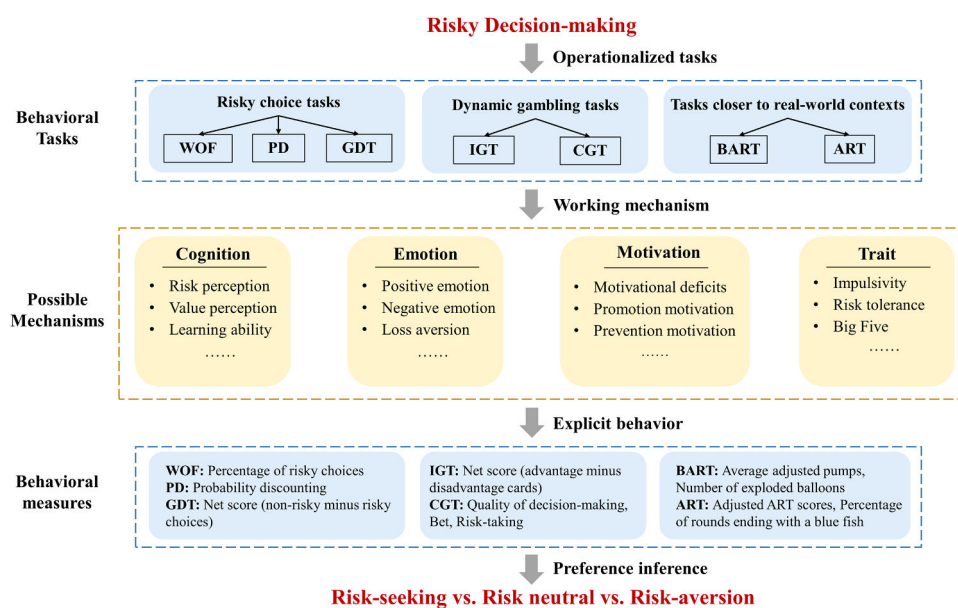 Risky Decision-making
Operationalized tasks
Behavioral
Tasks
Risky choice tasks
WOF
PD
GDT
Dynamic gambling tasks
IGT
CGT
Tasks closer to real-world contexts
BART
ART
Working mechanism
Possible
Mechanisms
Cognition
• Risk perception
• Value perception
• Learning ability
……
Emotion
• Positive emotion
• Negative emotion
• Loss aversion
……
Motivation
• Motivational deficits
• Promotion motivation
• Prevention motivation
……
Trait
• Impulsivity
• Risk tolerance
• Big Five
……
Explicit behavior
Behavioral
measures
WOF: Percentage of risky choices
PD: Probability discounting
GDT: Net score (non-risky minus risky
choices)
IGT: Net score (advantage minus
disadvantage cards)
CGT: Quality of decision-making,
Bet, Risk-taking
BART: Average adjusted pumps,
Number of exploded balloons
ART: Adjusted ART scores, Percentage
of rounds ending with a blue fish
Preference inference
Risk-seeking vs. Risk neutral vs. Risk-aversion